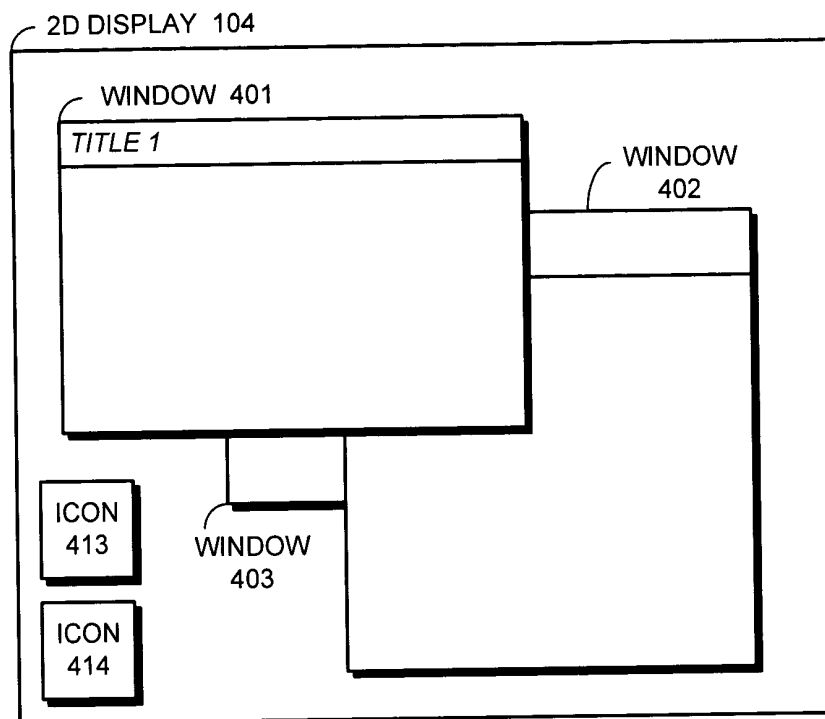 2D DISPLAY 104
WINDOW 401
TITLE 1
WINDOW
402
ICON
413
WINDOW
403
ICON
414